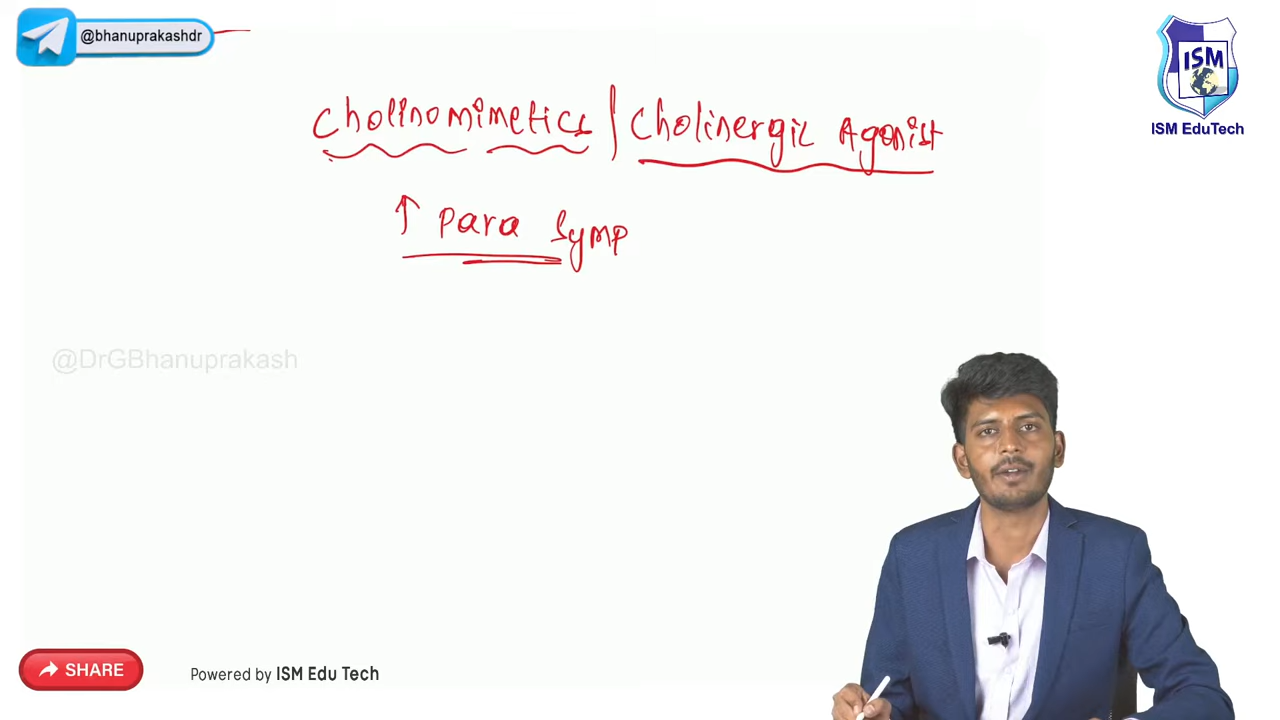 @bhanuprakashdr
ISM
ISM EduTech
Cholinomimetics | Cholinergic Agonist
↑ Para Symp
@DrGBhanuprakash
SHARE
Powered by ISM Edu Tech